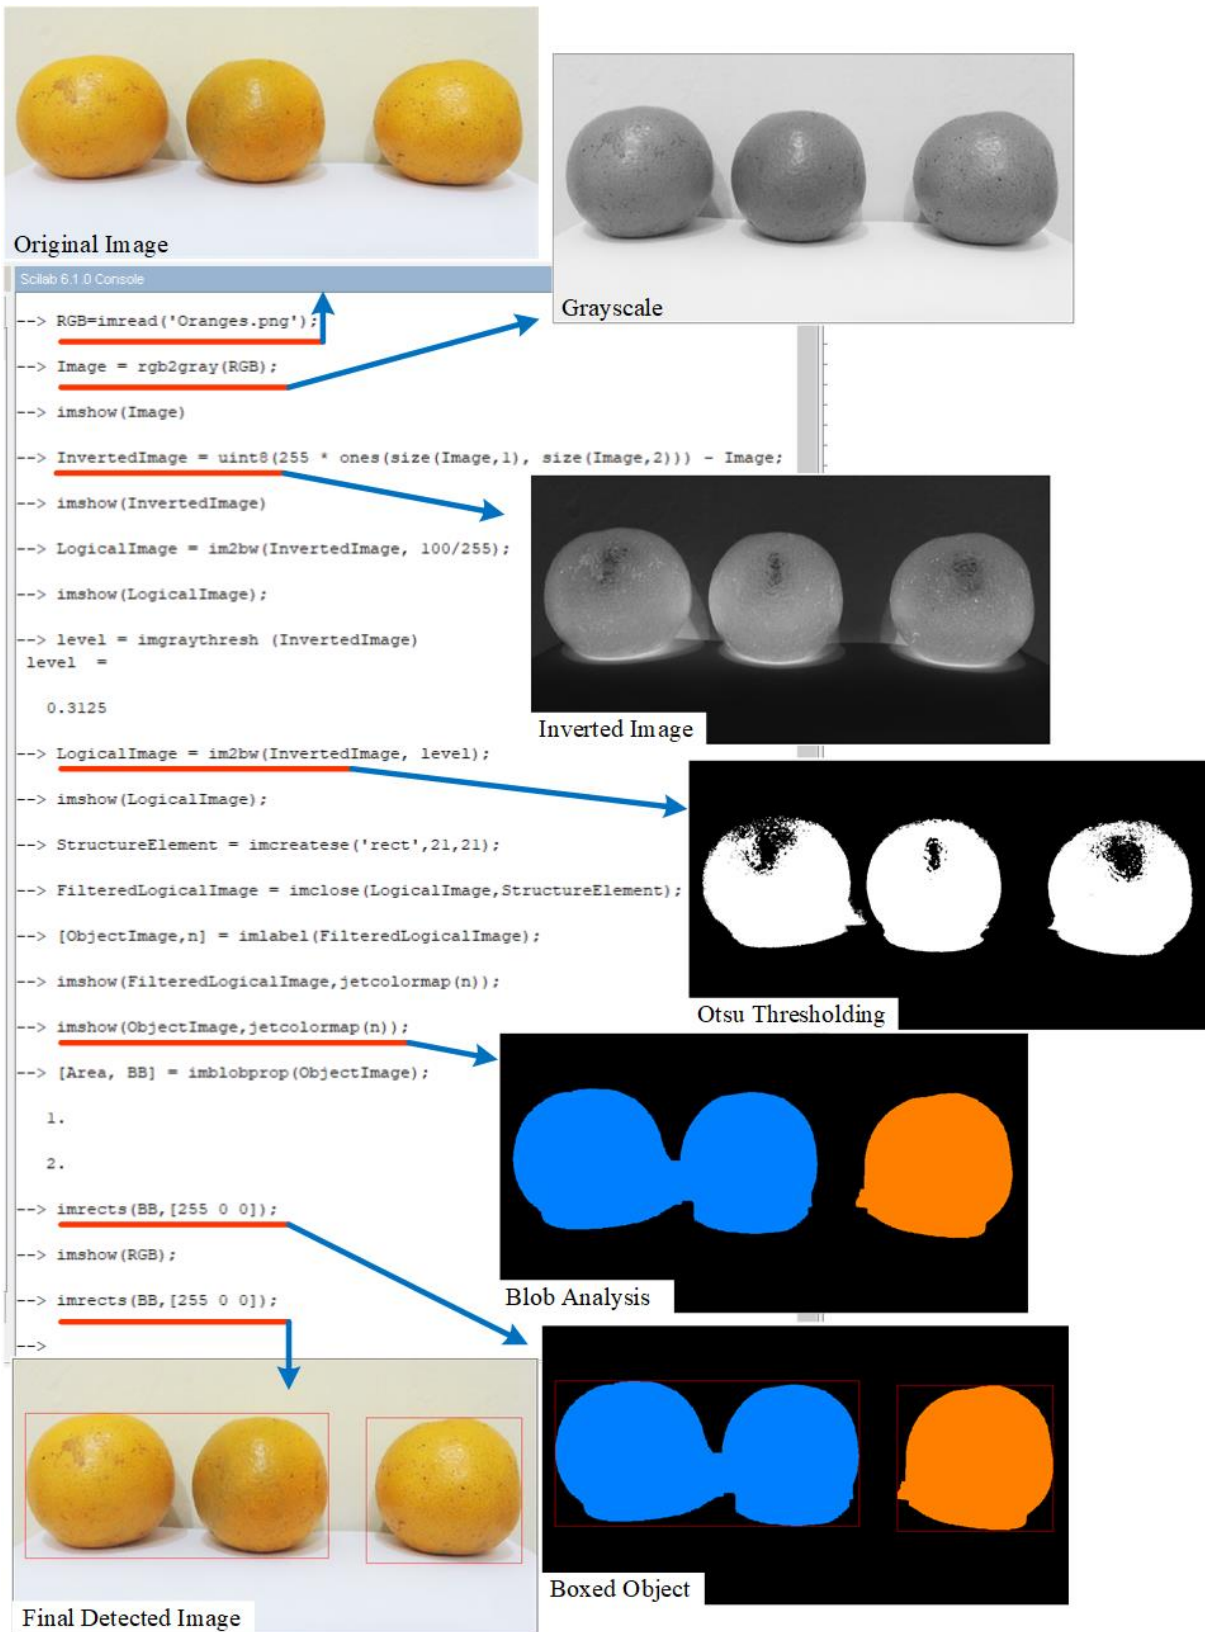 Original Image
Grayscale
Scilab 6.1.0 Console
--> RGB=imread('Oranges.png');
--> Image = rgb2gray(RGB);
--> imshow(Image)
--> InvertedImage = uint8(255 * ones(size(Image,1), size(Image,2))) - Image;
--> imshow(InvertedImage)
--> LogicalImage = im2bw(InvertedImage, 100/255);
--> imshow(LogicalImage);
--> level = imgraythresh (InvertedImage)
level  =
0.3125
Inverted Image
--> LogicalImage = im2bw(InvertedImage, level);
--> imshow(LogicalImage);
--> StructureElement = imcreatese('rect',21,21);
--> FilteredLogicalImage = imclose(LogicalImage,StructureElement);
--> [ObjectImage,n] = imlabel(FilteredLogicalImage);
--> imshow(FilteredLogicalImage,jetcolormap(n));
Otsu Thresholding
--> imshow(ObjectImage,jetcolormap(n));
--> [Area, BB] = imblobprop(ObjectImage);
1.
2.
--> imrects(BB,[255 0 0]);
--> imshow(RGB);
--> imrects(BB,[255 0 0]);
-->
Blob Analysis
Boxed Object
Final Detected Image